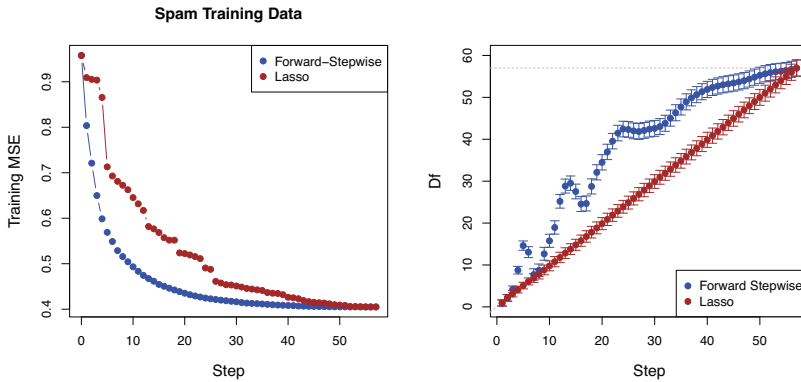 Spam Training Data
Training MSE
0.4 0.5 0.6 0.7 0.8 0.9
0 10 20 30 40 50
Step
Forward−Stepwise
Lasso
Df
0 10 20 30 40 50 60
0 10 20 30 40 50
Step
Forward Stepwise
Lasso